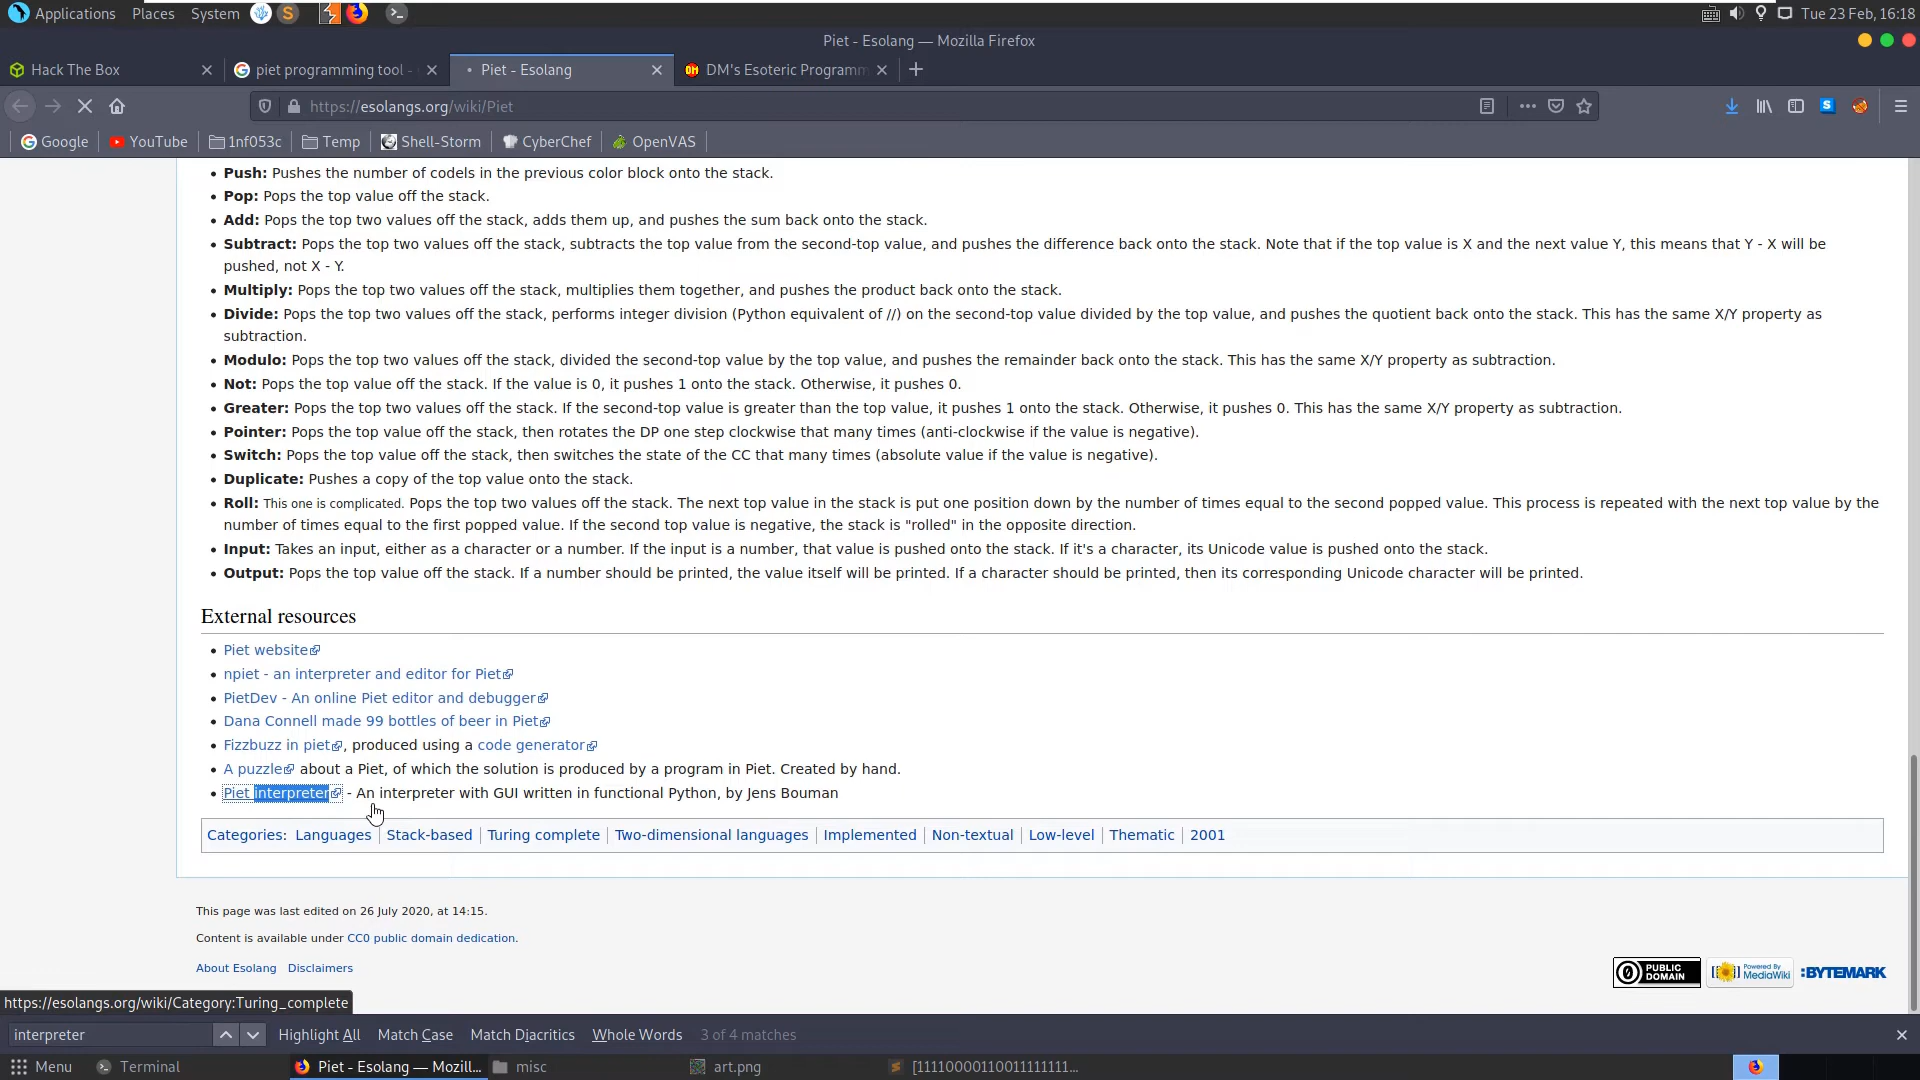 Applications Places System Tue 23 Feb, 16:18
Piet - Esolang — Mozilla Firefox
Hack The Box piet programming tool - Piet - Esolang DM's Esoteric Programm
https://esolangs.org/wiki/Piet
Google YouTube 1nf053c Temp Shell-Storm CyberChef OpenVAS
Push: Pushes the number of codels in the previous color block onto the stack.
Pop: Pops the top value off the stack.
Add: Pops the top two values off the stack, adds them up, and pushes the sum back onto the stack.
Subtract: Pops the top two values off the stack, subtracts the top value from the second-top value, and pushes the difference back onto the stack. Note that if the top value is X and the next value Y, this means that Y - X will be
pushed, not X - Y.
Multiply: Pops the top two values off the stack, multiplies them together, and pushes the product back onto the stack.
Divide: Pops the top two values off the stack, performs integer division (Python equivalent of //) on the second-top value divided by the top value, and pushes the quotient back onto the stack. This has the same X/Y property as
subtraction.
Modulo: Pops the top two values off the stack, divided the second-top value by the top value, and pushes the remainder back onto the stack. This has the same X/Y property as subtraction.
Not: Pops the top value off the stack. If the value is 0, it pushes 1 onto the stack. Otherwise, it pushes 0.
Greater: Pops the top two values off the stack. If the second-top value is greater than the top value, it pushes 1 onto the stack. Otherwise, it pushes 0. This has the same X/Y property as subtraction.
Pointer: Pops the top value off the stack, then rotates the DP one step clockwise that many times (anti-clockwise if the value is negative).
Switch: Pops the top value off the stack, then switches the state of the CC that many times (absolute value if the value is negative).
Duplicate: Pushes a copy of the top value onto the stack.
Roll: This one is complicated. Pops the top two values off the stack. The next top value in the stack is put one position down by the number of times equal to the second popped value. This process is repeated with the next top value by the
number of times equal to the first popped value. If the second top value is negative, the stack is "rolled" in the opposite direction.
Input: Takes an input, either as a character or a number. If the input is a number, that value is pushed onto the stack. If it's a character, its Unicode value is pushed onto the stack.
Output: Pops the top value off the stack. If a number should be printed, the value itself will be printed. If a character should be printed, then its corresponding Unicode character will be printed.
External resources
Piet website
npiet - an interpreter and editor for Piet
PietDev - An online Piet editor and debugger
Dana Connell made 99 bottles of beer in Piet
Fizzbuzz in piet, produced using a code generator
A puzzle about a Piet, of which the solution is produced by a program in Piet. Created by hand.
Piet interpreter - An interpreter with GUI written in functional Python, by Jens Bouman
Categories: Languages Stack-based Turing complete Two-dimensional languages Implemented Non-textual Low-level Thematic 2001
This page was last edited on 26 July 2020, at 14:15.
Content is available under CC0 public domain dedication.
About Esolang Disclaimers
PUBLIC DOMAIN Powered By MediaWiki :BYTEMARK
https://esolangs.org/wiki/Category:Turing_complete
interpreter Highlight All Match Case Match Diacritics Whole Words 3 of 4 matches
Menu Terminal Piet - Esolang — Mozill... misc art.png [11110000110011111111...